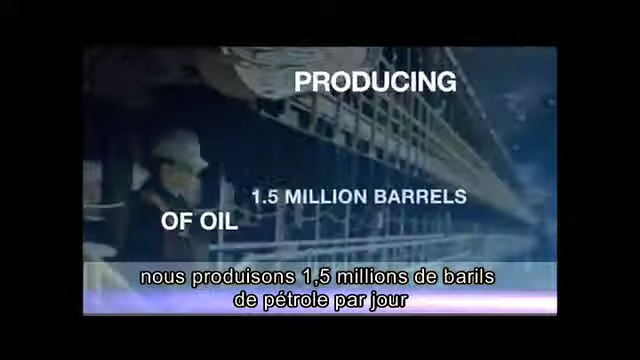 PRODUCING
1.5 MILLION BARRELS
OF OIL
nous produisons 1,5 millions de barils
de pétrole par jour